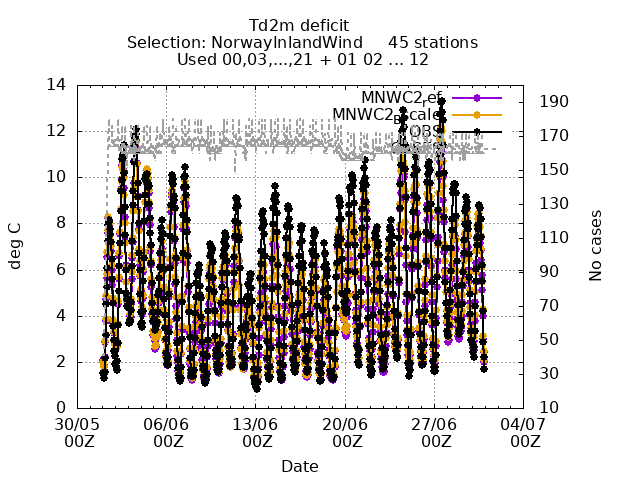 Td2m deficit
Selection: NorwayInlandWind 45 stations
Used 00,03,...,21 + 01 02 ... 12
14
12
10
8
6
4
2
0
deg C
190
170
150
130
110
90
70
50
30
10
No cases
MNWC2_ref
MNWC2_Bscale
OBS
30/05 06/06 13/06 20/06 27/06 04/07
00Z 00Z 00Z 00Z 00Z 00Z
Date